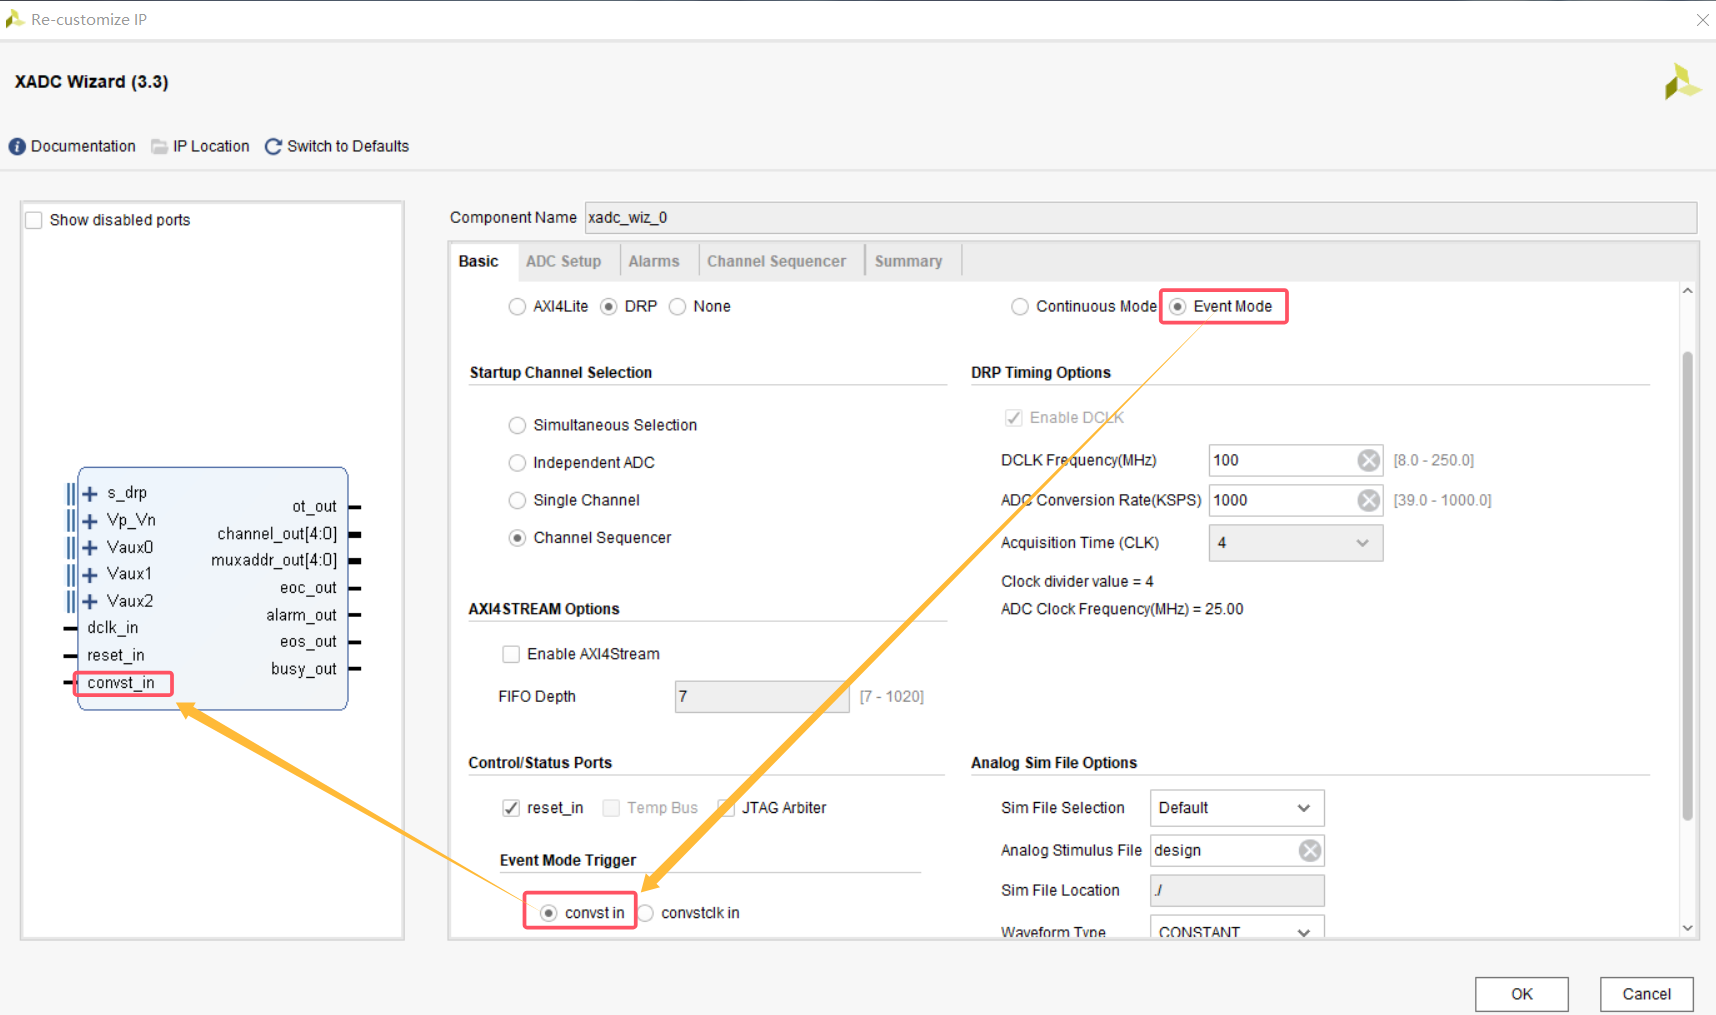 Re-customize IP
XADC Wizard (3.3)
Documentation IP Location Switch to Defaults
Show disabled ports
s_drp
Vp_Vn
Vaux0
Vaux1
Vaux2
dclk_in
reset_in
convst_in
ot_out
channel_out[4:0]
muxaddr_out[4:0]
eoc_out
alarm_out
eos_out
busy_out
Component Name xadc_wiz_0
Basic ADC Setup Alarms Channel Sequencer Summary
AXI4Lite DRP None
Continuous Mode Event Mode
Startup Channel Selection
Simultaneous Selection
Independent ADC
Single Channel
Channel Sequencer
DRP Timing Options
Enable DCLK
DCLK Frequency(MHz) 100 [8.0 - 250.0]
ADC Conversion Rate(KSPS) 1000 [39.0 - 1000.0]
Acquisition Time (CLK) 4
Clock divider value = 4
ADC Clock Frequency(MHz) = 25.00
AXI4STREAM Options
Enable AXI4Stream
FIFO Depth 7 [7 - 1020]
Control/Status Ports
reset_in Temp Bus JTAG Arbiter
Event Mode Trigger
convst in convstclk in
Analog Sim File Options
Sim File Selection Default
Analog Stimulus File design
Sim File Location ./
Waveform Type CONSTANT
OK Cancel